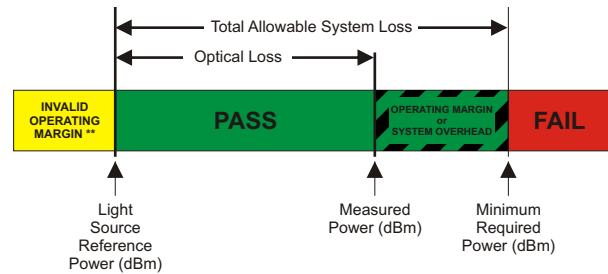 Total Allowable System Loss
Optical Loss
INVALID
OPERATING
MARGIN **
PASS
OPERATING MARGIN
or
SYSTEM OVERHEAD
FAIL
Light
Source
Reference
Power (dBm)
Measured
Power (dBm)
Minimum
Required
Power (dBm)